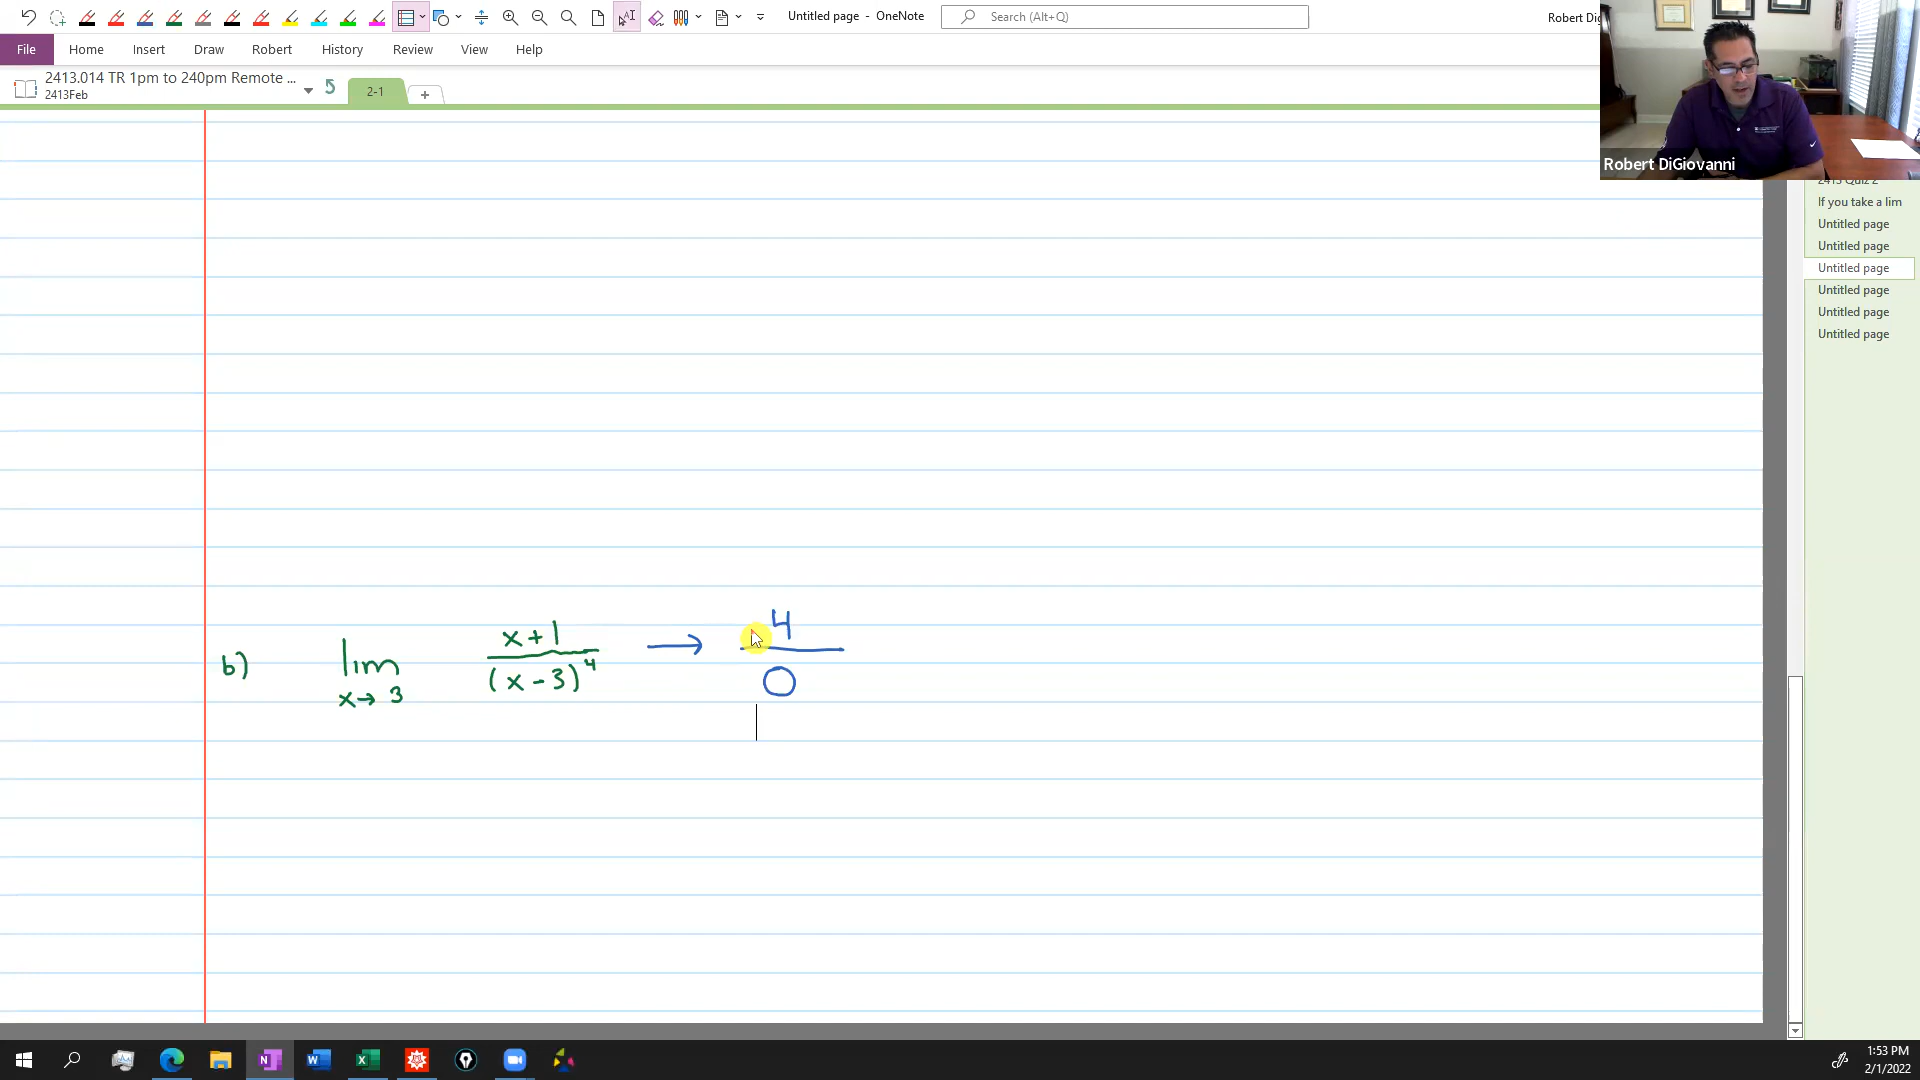 Untitled page - OneNote
Search (Alt+Q)
Robert Di
File Home Insert Draw Robert History Review View Help
2413.014 TR 1pm to 240pm Remote ...
2413Feb
2-1
Robert DiGiovanni
2413 Quiz 2
If you take a lim
Untitled page
Untitled page
Untitled page
Untitled page
Untitled page
Untitled page
b) lim x→3 (x+1)/(x-3)⁴ → 4/0
1:53 PM
2/1/2022